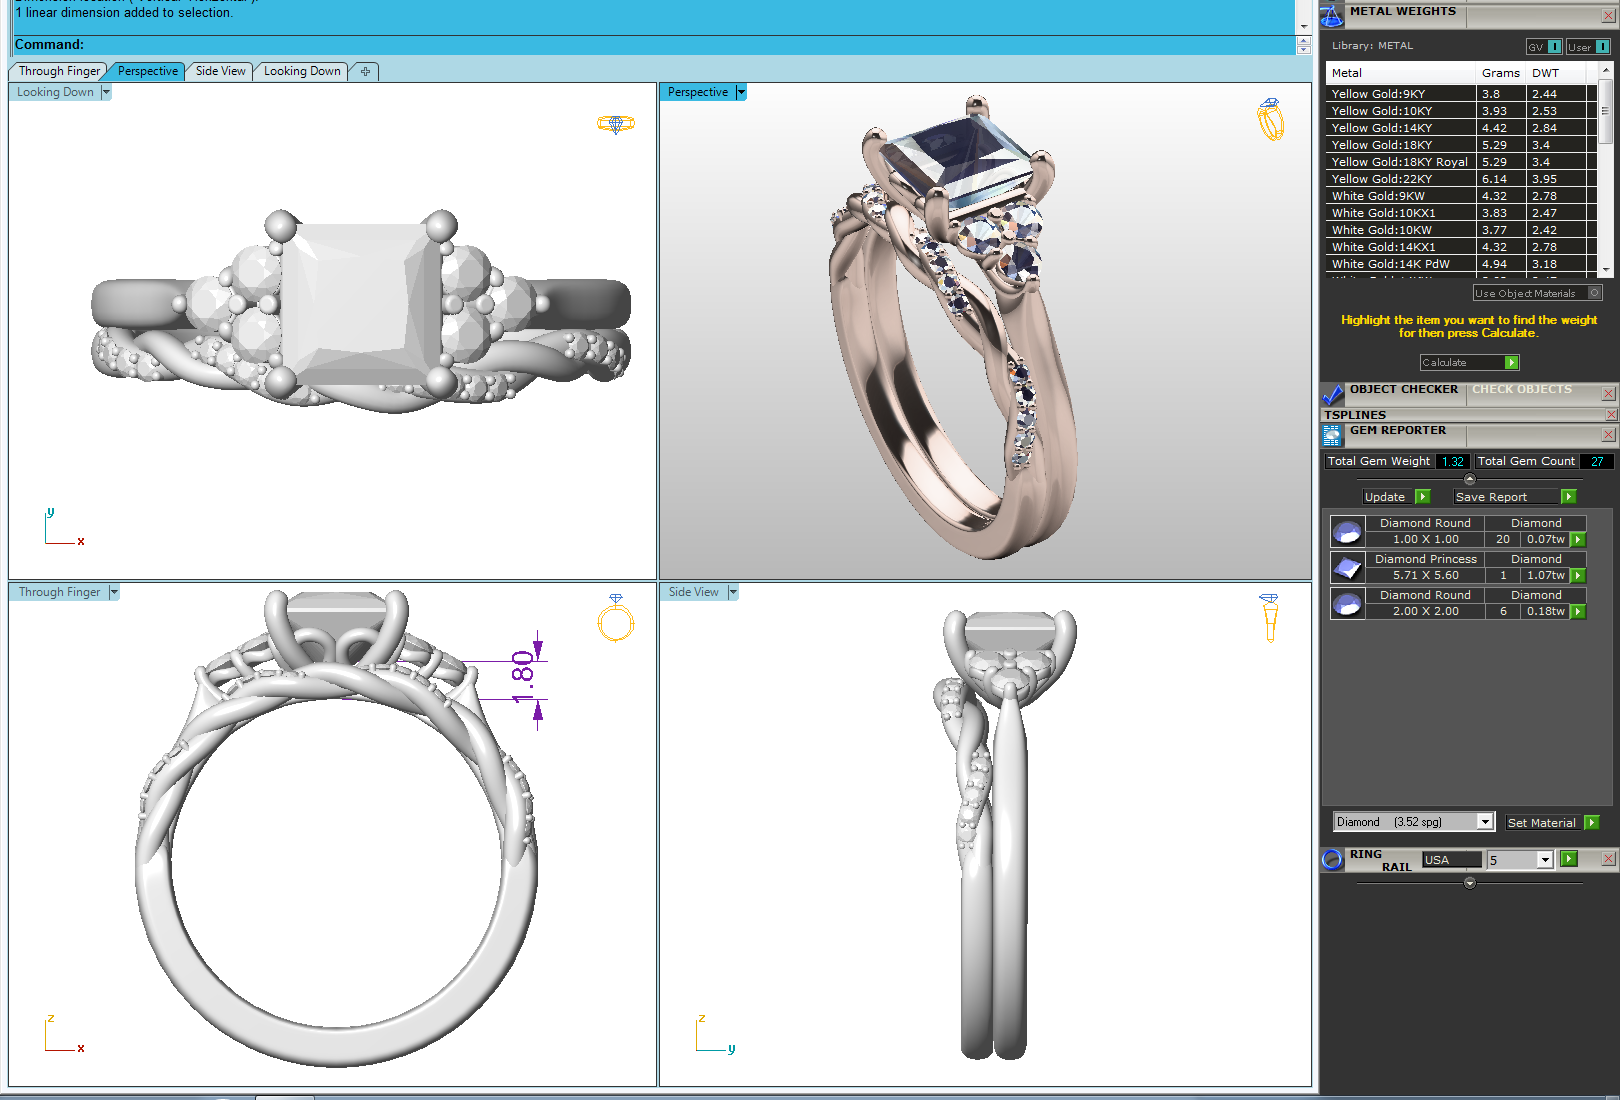 Dimension location ( Vertical Horizontal ):
1 linear dimension added to selection.
Command:
Through Finger Perspective Side View Looking Down
Looking Down
y
x
Perspective
Through Finger
1.80
z
x
Side View
z
y
METAL WEIGHTS
Library: METAL GV I User I
Metal Grams DWT
Yellow Gold:9KY 3.8 2.44
Yellow Gold:10KY 3.93 2.53
Yellow Gold:14KY 4.42 2.84
Yellow Gold:18KY 5.29 3.4
Yellow Gold:18KY Royal 5.29 3.4
Yellow Gold:22KY 6.14 3.95
White Gold:9KW 4.32 2.78
White Gold:10KX1 3.83 2.47
White Gold:10KW 3.77 2.42
White Gold:14KX1 4.32 2.78
White Gold:14K PdW 4.94 3.18
Use Object Materials
Highlight the item you want to find the weight
for then press Calculate.
Calculate
OBJECT CHECKER CHECK OBJECTS
TSPLINES
GEM REPORTER
Total Gem Weight 1.32 Total Gem Count 27
Update Save Report
Diamond Round Diamond
1.00 X 1.00 20 0.07tw
Diamond Princess Diamond
5.71 X 5.60 1 1.07tw
Diamond Round Diamond
2.00 X 2.00 6 0.18tw
Diamond (3.52 spg) Set Material
RING
RAIL USA 5